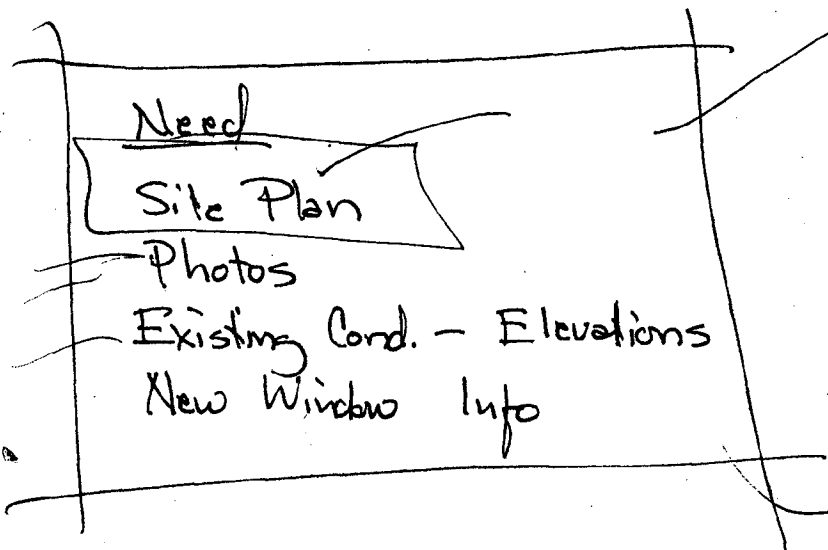 Need
Site Plan
Photos
Existing Cond. - Elevations
New Window Info